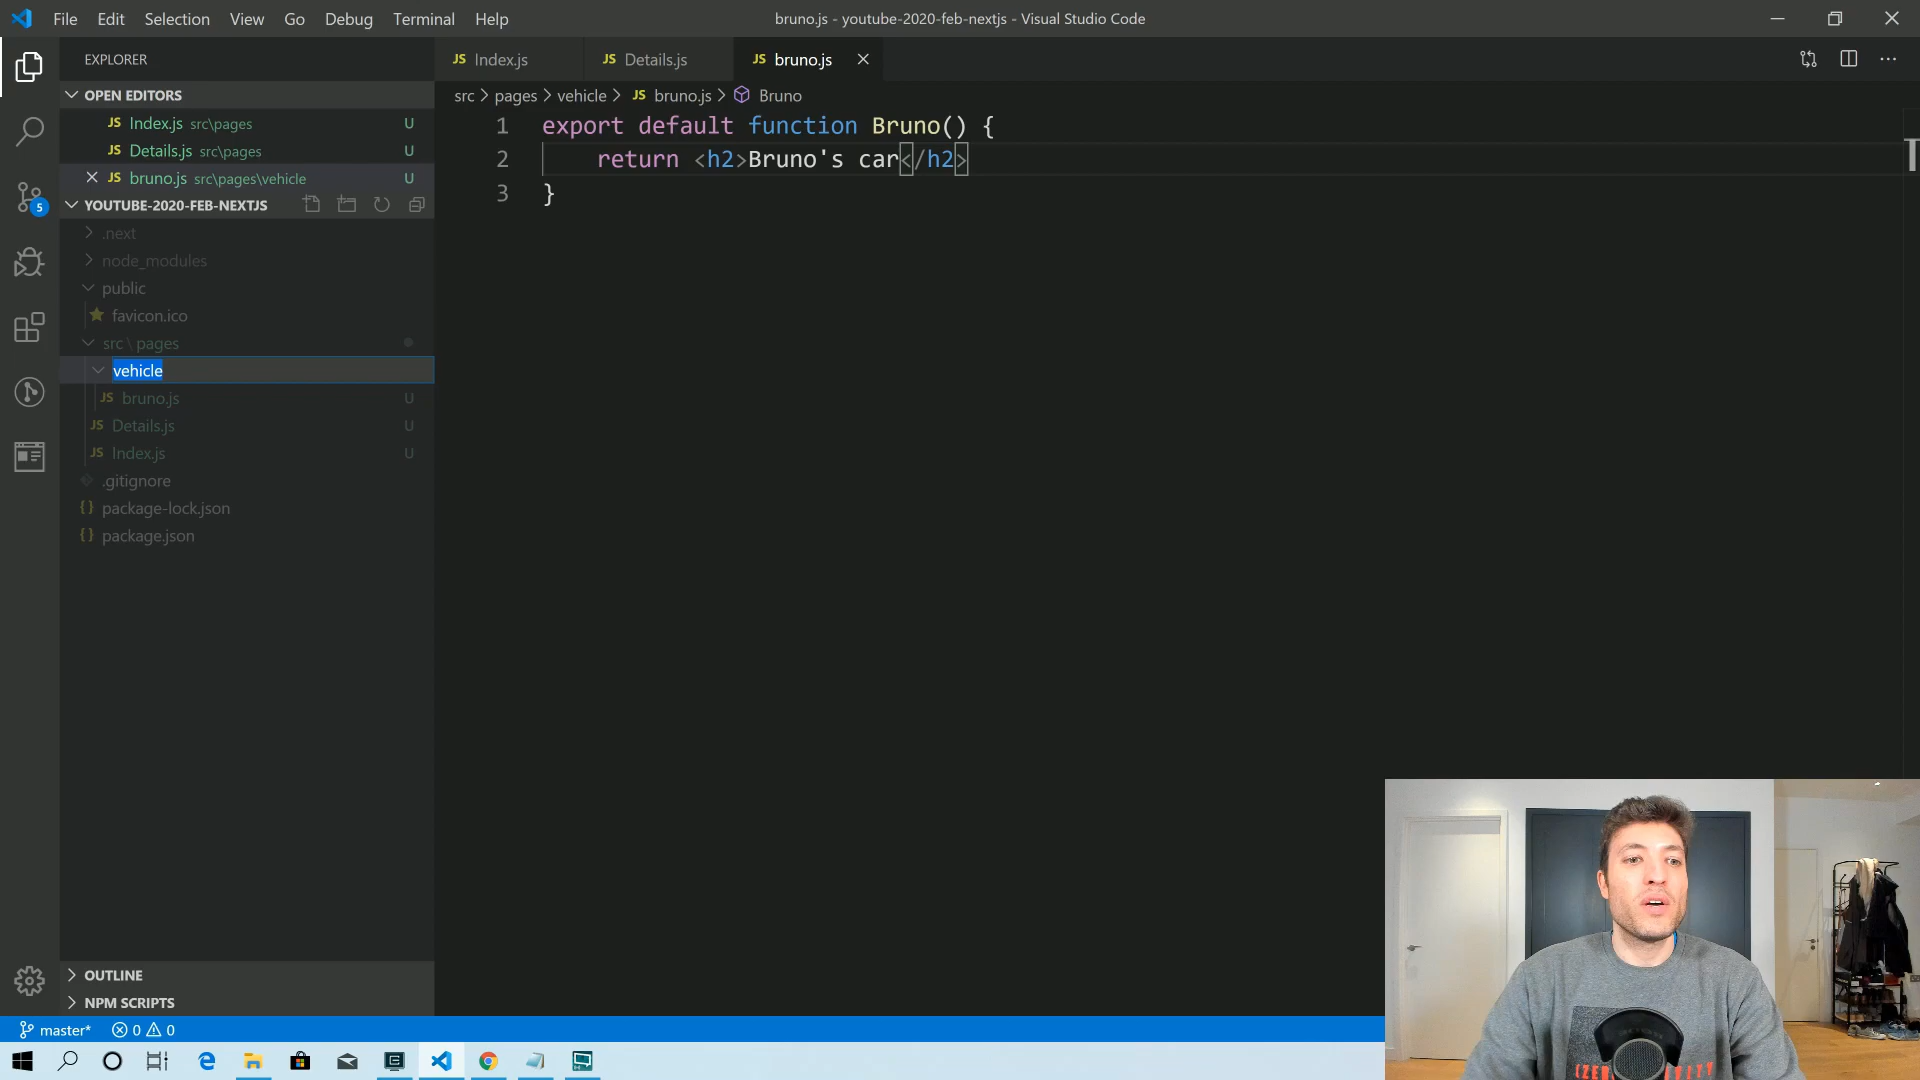 File Edit Selection View Go Debug Terminal Help
bruno.js - youtube-2020-feb-nextjs - Visual Studio Code
EXPLORER
JS Index.js
JS Details.js
JS bruno.js
OPEN EDITORS
JS Index.js src\pages U
JS Details.js src\pages U
JS bruno.js src\pages\vehicle U
YOUTUBE-2020-FEB-NEXTJS
.next
node_modules
public
favicon.ico
src \ pages
vehicle
JS bruno.js U
JS Details.js U
JS Index.js U
.gitignore
{} package-lock.json
{} package.json
OUTLINE
NPM SCRIPTS
5
src > pages > vehicle > JS bruno.js > Bruno
1 export default function Bruno() {
2 return <h2>Bruno's car</h2>
3 }
master* 0 0